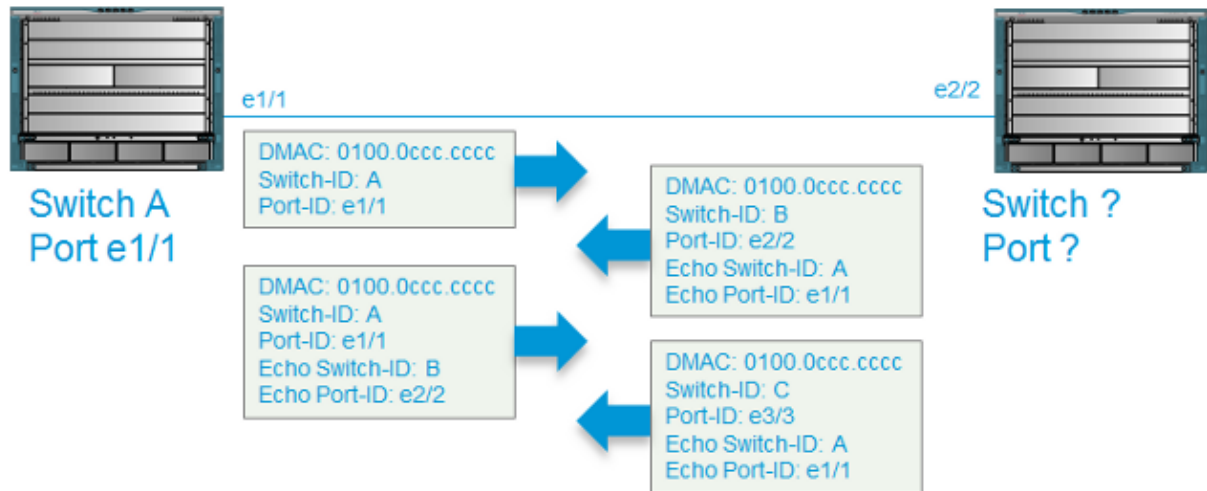 e1/1
e2/2
DMAC: 0100.0ccc.cccc
Switch-ID: A
Port-ID: e1/1
DMAC: 0100.0ccc.cccc
Switch-ID: B
Port-ID: e2/2
Echo Switch-ID: A
Echo Port-ID: e1/1
Switch A
Port e1/1
Switch ?
Port ?
DMAC: 0100.0ccc.cccc
Switch-ID: A
Port-ID: e1/1
Echo Switch-ID: B
Echo Port-ID: e2/2
DMAC: 0100.0ccc.cccc
Switch-ID: C
Port-ID: e3/3
Echo Switch-ID: A
Echo Port-ID: e1/1